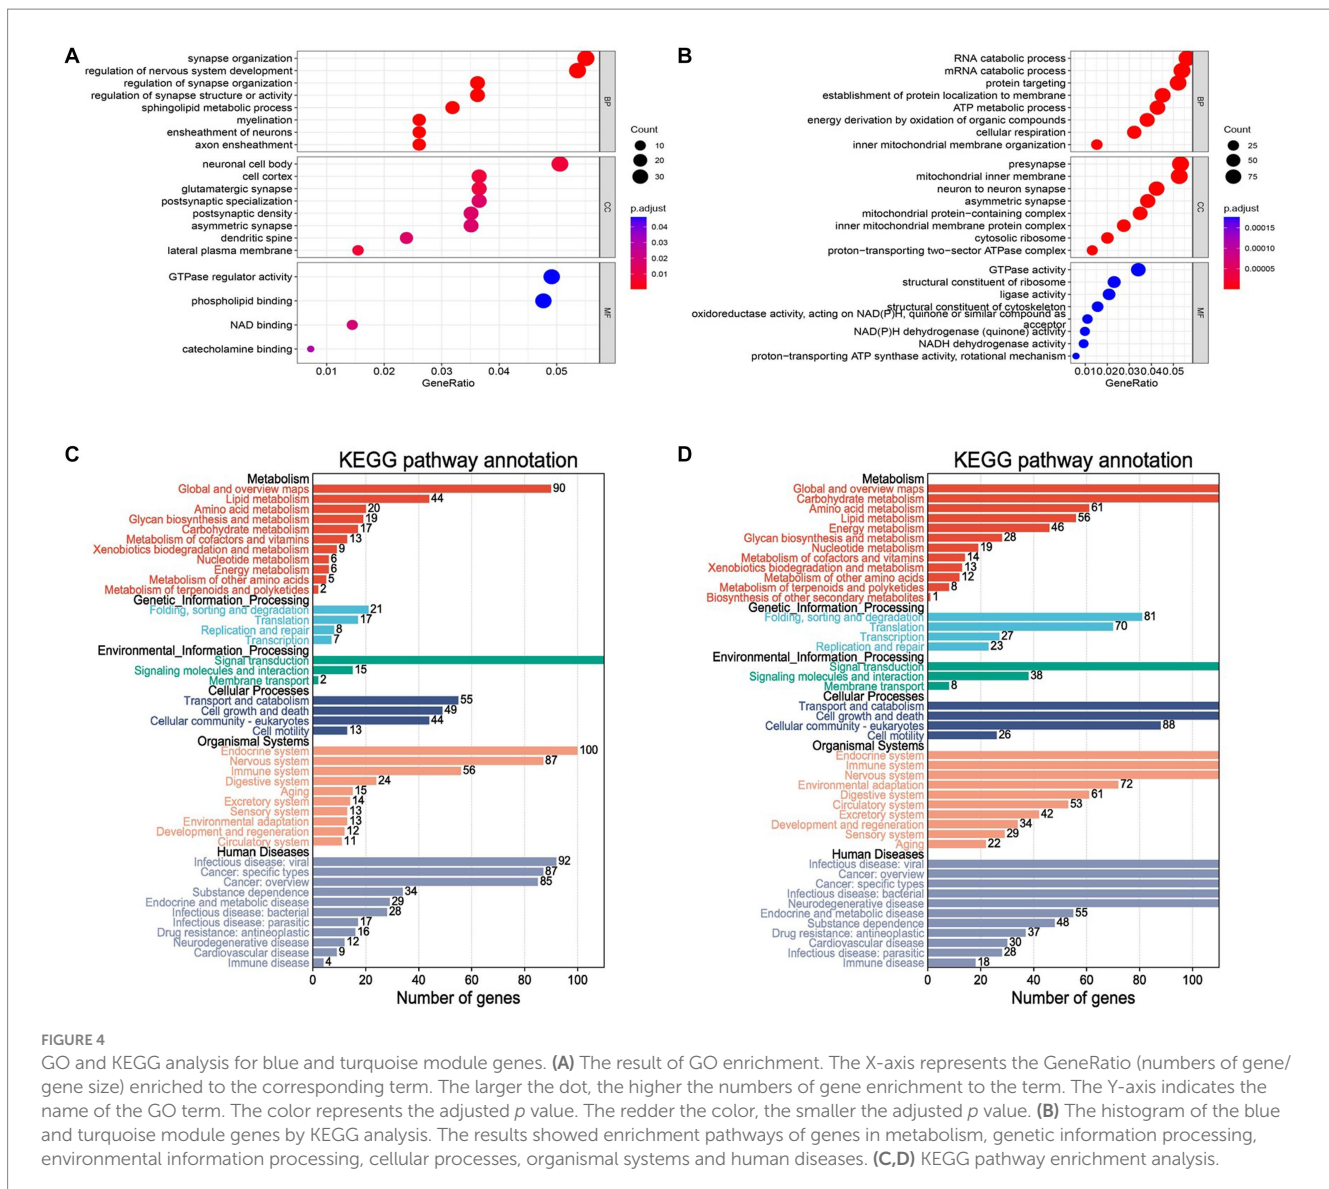 A
synapse organization
regulation of nervous system development
regulation of synapse organization
regulation of synapse structure or activity
sphingolipid metabolic process
myelination
ensheathment of neurons
axon ensheathment
BP
neuronal cell body
cell cortex
glutamatergic synapse
postsynaptic specialization
postsynaptic density
asymmetric synapse
dendritic spine
lateral plasma membrane
CC
GTPase regulator activity
phospholipid binding
NAD binding
catecholamine binding
MF
0.01 0.02 0.03 0.04 0.05
GeneRatio
Count
10
20
30
p.adjust
0.04
0.03
0.02
0.01
B
RNA catabolic process
mRNA catabolic process
protein targeting
establishment of protein localization to membrane
ATP metabolic process
energy derivation by oxidation of organic compounds
cellular respiration
inner mitochondrial membrane organization
BP
presynapse
mitochondrial inner membrane
neuron to neuron synapse
asymmetric synapse
mitochondrial protein−containing complex
inner mitochondrial membrane protein complex
cytosolic ribosome
proton−transporting two−sector ATPase complex
CC
GTPase activity
structural constituent of ribosome
ligase activity
structural constituent of cytoskeleton
oxidoreductase activity, acting on NAD(P)H, quinone or similar compound as
acceptor
NAD(P)H dehydrogenase (quinone) activity
NADH dehydrogenase activity
proton−transporting ATP synthase activity, rotational mechanism
MF
0.01 0.02 0.03 0.04 0.05
GeneRatio
Count
25
50
75
p.adjust
0.00015
0.00010
0.00005
C
KEGG pathway annotation
Metabolism
Global and overview maps 90
Lipid metabolism 44
Amino acid metabolism 20
Glycan biosynthesis and metabolism 19
Carbohydrate metabolism 17
Metabolism of cofactors and vitamins 13
Xenobiotics biodegradation and metabolism 9
Nucleotide metabolism 6
Energy metabolism 6
Metabolism of other amino acids 5
Metabolism of terpenoids and polyketides 2
Genetic_Information_Processing
Folding, sorting and degradation 21
Translation 17
Replication and repair 8
Transcription 7
Environmental_Information_Processing
Signal transduction
Signaling molecules and interaction 15
Membrane transport 2
Cellular Processes
Transport and catabolism 55
Cell growth and death 49
Cellular community - eukaryotes 44
Cell motility 13
Organismal Systems
Endocrine system 100
Nervous system 87
Immune system 56
Digestive system 24
Aging 15
Excretory system 14
Sensory system 13
Environmental adaptation 13
Development and regeneration 12
Circulatory system 11
Human Diseases
Infectious disease: viral 92
Cancer: specific types 87
Cancer: overview 85
Substance dependence 34
Endocrine and metabolic disease 29
Infectious disease: bacterial 28
Infectious disease: parasitic 17
Drug resistance: antineoplastic 16
Neurodegenerative disease 12
Cardiovascular disease 9
Immune disease 4
0 20 40 60 80 100
Number of genes
D
KEGG pathway annotation
Metabolism
Global and overview maps
Carbohydrate metabolism
Amino acid metabolism 61
Lipid metabolism 56
Energy metabolism 46
Glycan biosynthesis and metabolism 28
Nucleotide metabolism 19
Metabolism of cofactors and vitamins 14
Xenobiotics biodegradation and metabolism 13
Metabolism of other amino acids 12
Metabolism of terpenoids and polyketides 8
Biosynthesis of other secondary metabolites 1
Genetic_Information_Processing
Folding, sorting and degradation 81
Translation 70
Transcription 27
Replication and repair 23
Environmental_Information_Processing
Signal transduction
Signaling molecules and interaction 38
Membrane transport 8
Cellular Processes
Transport and catabolism
Cell growth and death
Cellular community - eukaryotes 88
Cell motility 26
Organismal Systems
Endocrine system
Immune system
Nervous system
Environmental adaptation 72
Digestive system 61
Circulatory system 53
Excretory system 42
Development and regeneration 34
Sensory system 29
Aging 22
Human Diseases
Infectious disease: viral
Cancer: overview
Cancer: specific types
Infectious disease: bacterial
Neurodegenerative disease
Endocrine and metabolic disease 55
Substance dependence 48
Drug resistance: antineoplastic 37
Cardiovascular disease 30
Infectious disease: parasitic 28
Immune disease 18
0 20 40 60 80 100
Number of genes
FIGURE 4
GO and KEGG analysis for blue and turquoise module genes. (A) The result of GO enrichment. The X-axis represents the GeneRatio (numbers of gene/
gene size) enriched to the corresponding term. The larger the dot, the higher the numbers of gene enrichment to the term. The Y-axis indicates the
name of the GO term. The color represents the adjusted p value. The redder the color, the smaller the adjusted p value. (B) The histogram of the blue
and turquoise module genes by KEGG analysis. The results showed enrichment pathways of genes in metabolism, genetic information processing,
environmental information processing, cellular processes, organismal systems and human diseases. (C,D) KEGG pathway enrichment analysis.